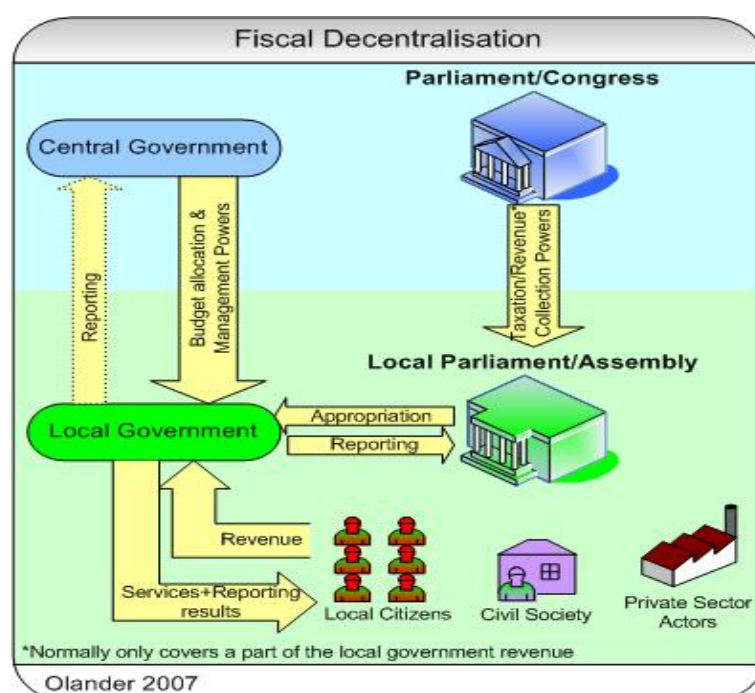 Fiscal Decentralisation
Parliament/Congress
Central Government
Reporting
Budget allocation &
Management Powers
Taxation/Revenue*
Collection Powers
Local Parliament/Assembly
Local Government
Appropriation
Reporting
Revenue
Services+Reporting
results
Local Citizens
Civil Society
Private Sector
Actors
*Normally only covers a part of the local government revenue
Olander 2007